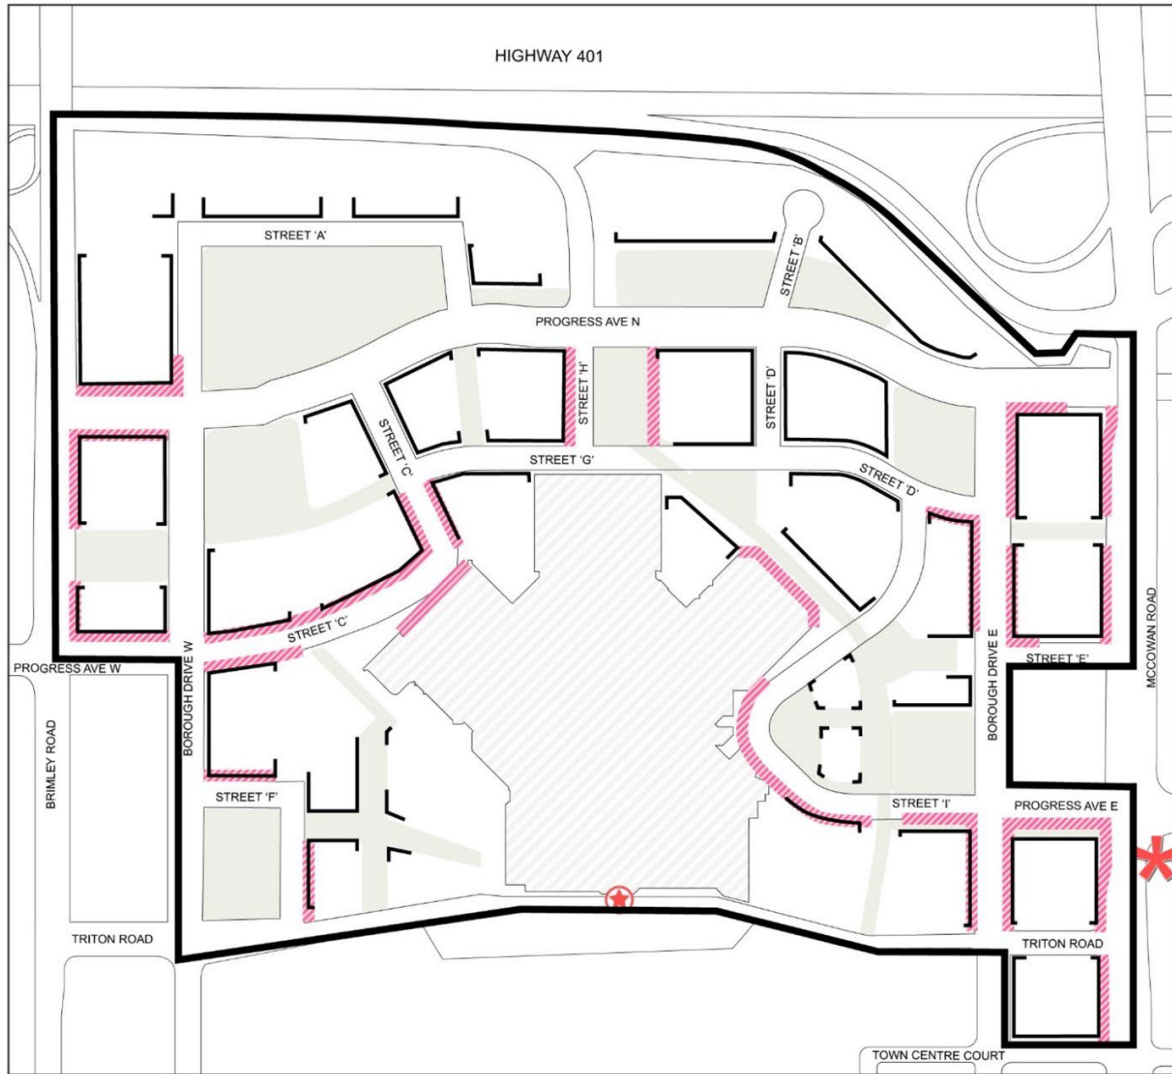 HIGHWAY 401
STREET 'A'
STREET 'B'
PROGRESS AVE N
STREET 'H'
STREET 'D'
STREET 'C'
STREET 'G'
STREET 'D'
STREET 'C'
PROGRESS AVE W
BOROUGH DRIVE W
BOROUGH DRIVE E
STREET 'E'
MCCOWAN ROAD
BRIMLEY ROAD
STREET 'F'
STREET 'I'
PROGRESS AVE E
TRITON ROAD
TRITON ROAD
TOWN CENTRE COURT